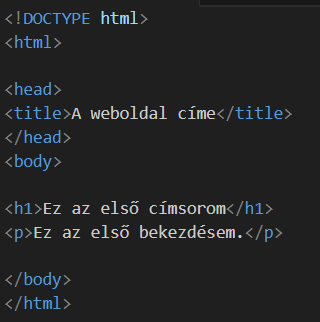 <!DOCTYPE html>
<html>
<head>
<title>A weboldal címe</title>
</head>
<body>
<h1>Ez az első címsorom</h1>
<p>Ez az első bekezdésem.</p>
</body>
</html>